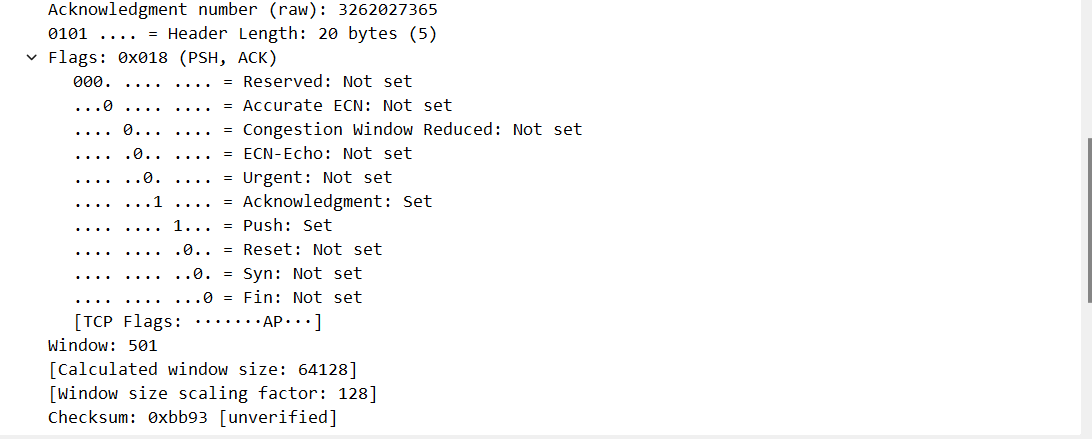 Acknowledgment number (raw): 3262027365
0101 .... = Header Length: 20 bytes (5)
Flags: 0x018 (PSH, ACK)
000. .... .... = Reserved: Not set
...0 .... .... = Accurate ECN: Not set
.... 0... .... = Congestion Window Reduced: Not set
.... .0.. .... = ECN-Echo: Not set
.... ..0. .... = Urgent: Not set
.... ...1 .... = Acknowledgment: Set
.... .... 1... = Push: Set
.... .... .0.. = Reset: Not set
.... .... ..0. = Syn: Not set
.... .... ...0 = Fin: Not set
[TCP Flags: ·······AP···]
Window: 501
[Calculated window size: 64128]
[Window size scaling factor: 128]
Checksum: 0xbb93 [unverified]